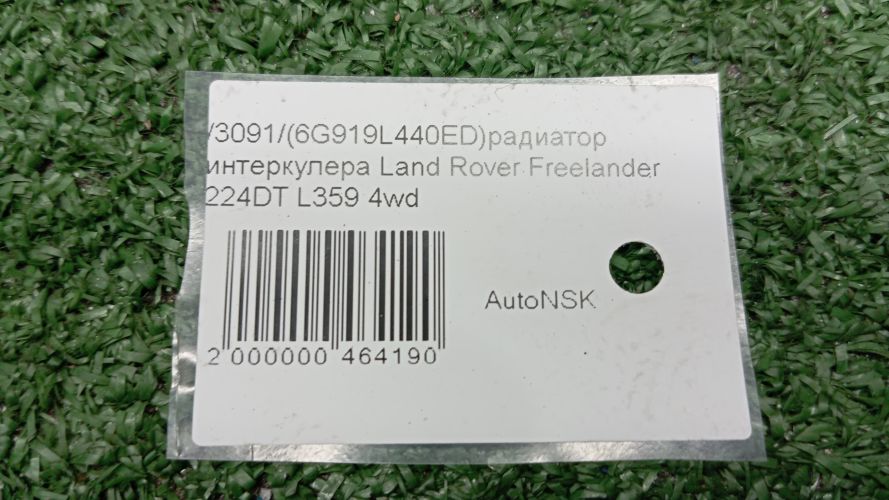 /3091/(6G919L440ED)радиатор
интеркулера Land Rover Freelander
224DT L359 4wd
AutoNSK
2 000000 464190